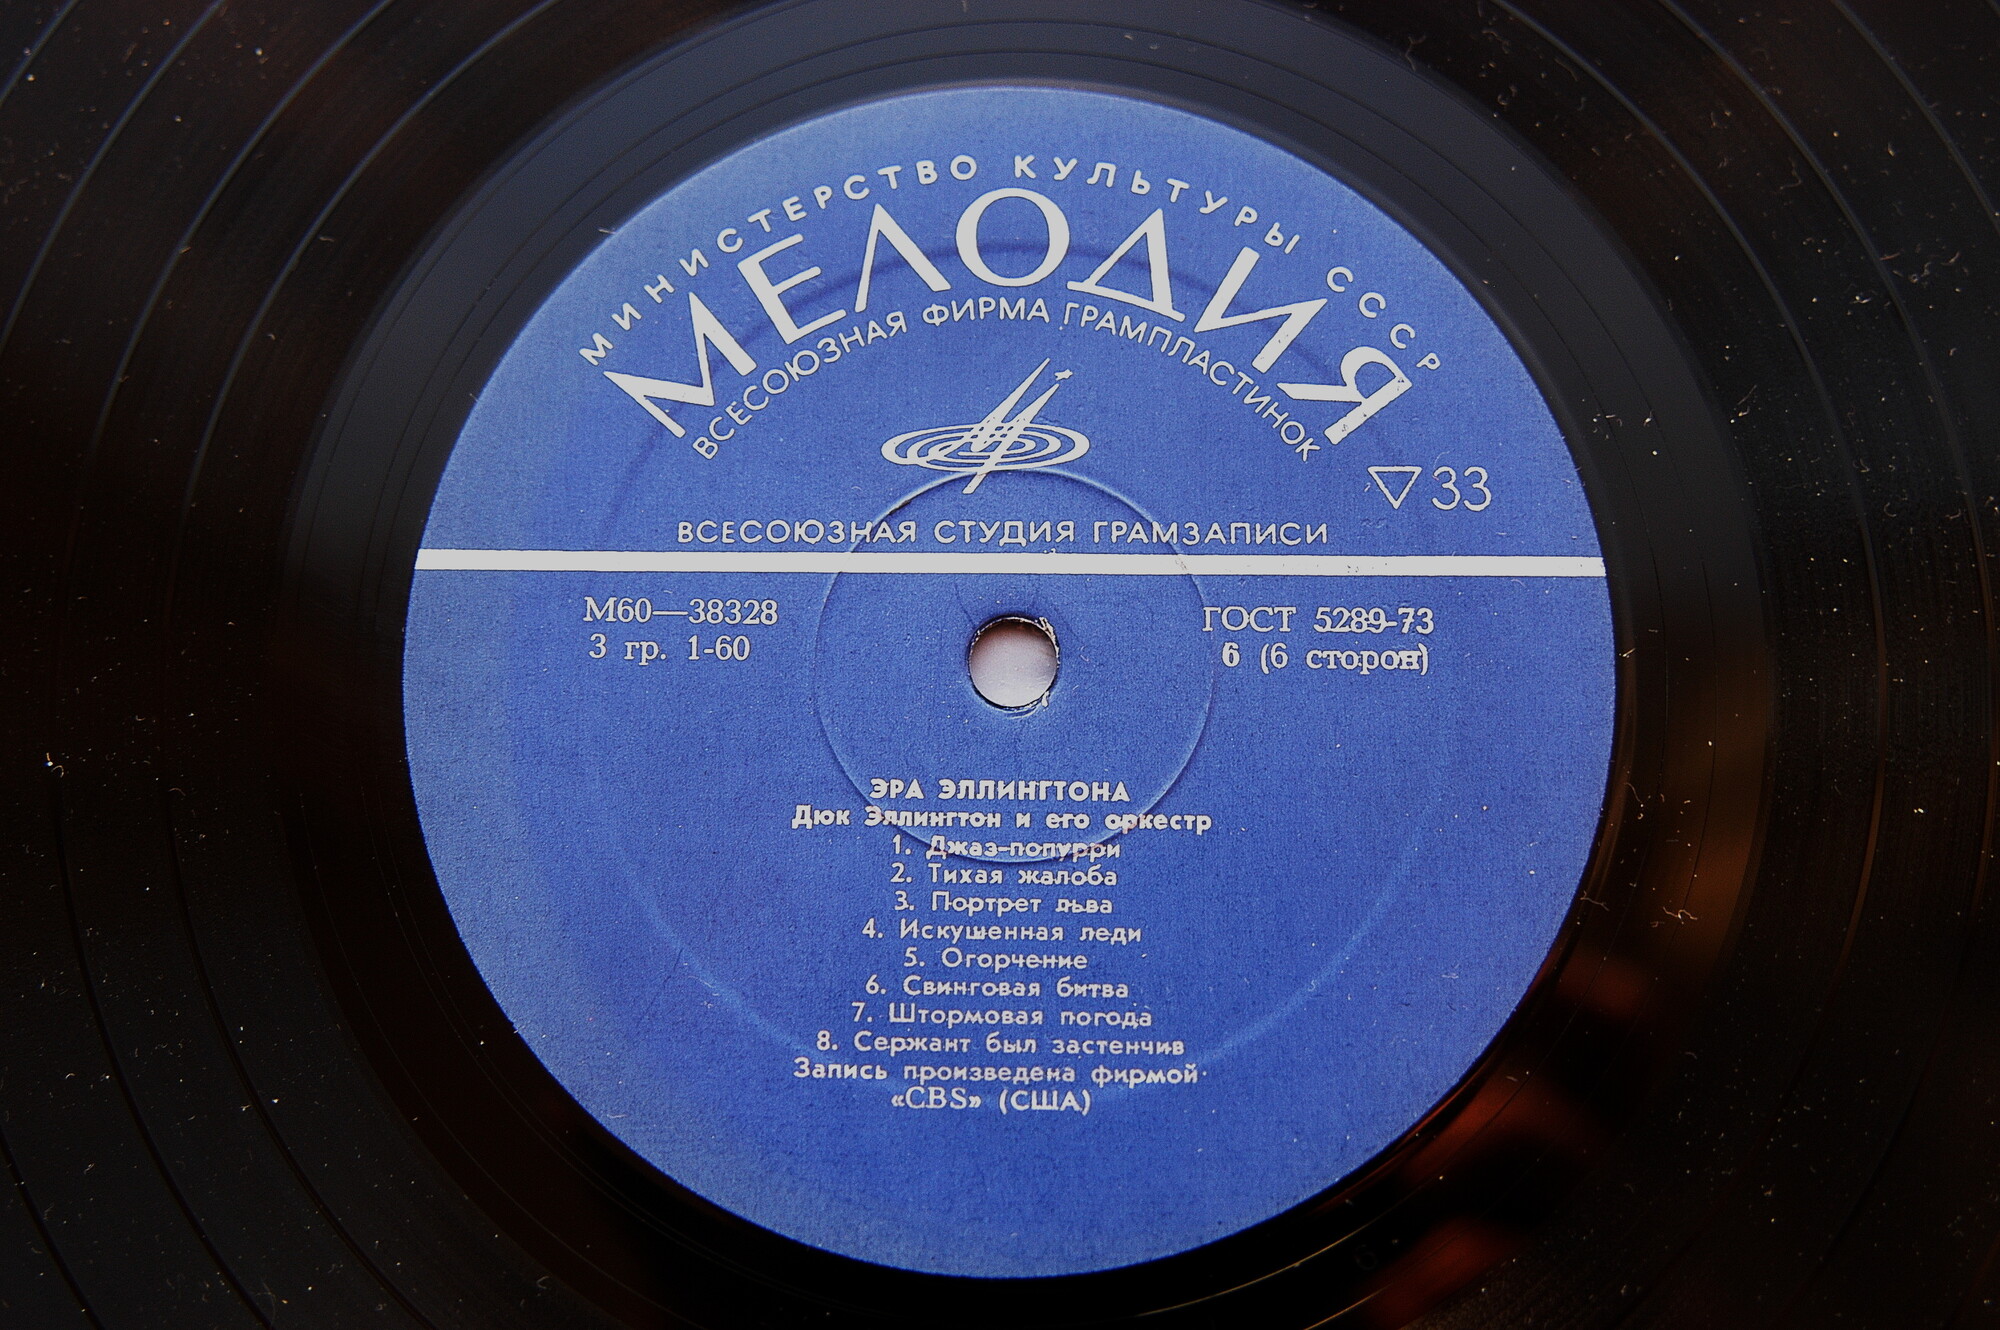 МИНИСТЕРСТВО КУЛЬТУРЫ СССР
МЕЛОДИЯ
ВСЕСОЮЗНАЯ ФИРМА ГРАМПЛАСТИНОК
33
ВСЕСОЮЗНАЯ СТУДИЯ ГРАМЗАПИСИ
М60—38328
3 гр. 1-60
ГОСТ 5289-73
6 (6 сторон)
ЭРА ЭЛЛИНГТОНА
Дюк Эллингтон и его оркестр
1. Джаз-попурри
2. Тихая жалоба
3. Портрет льва
4. Искушенная леди
5. Огорчение
6. Свинговая битва
7. Штормовая погода
8. Сержант был застенчив
Запись произведена фирмой
«CBS» (США)